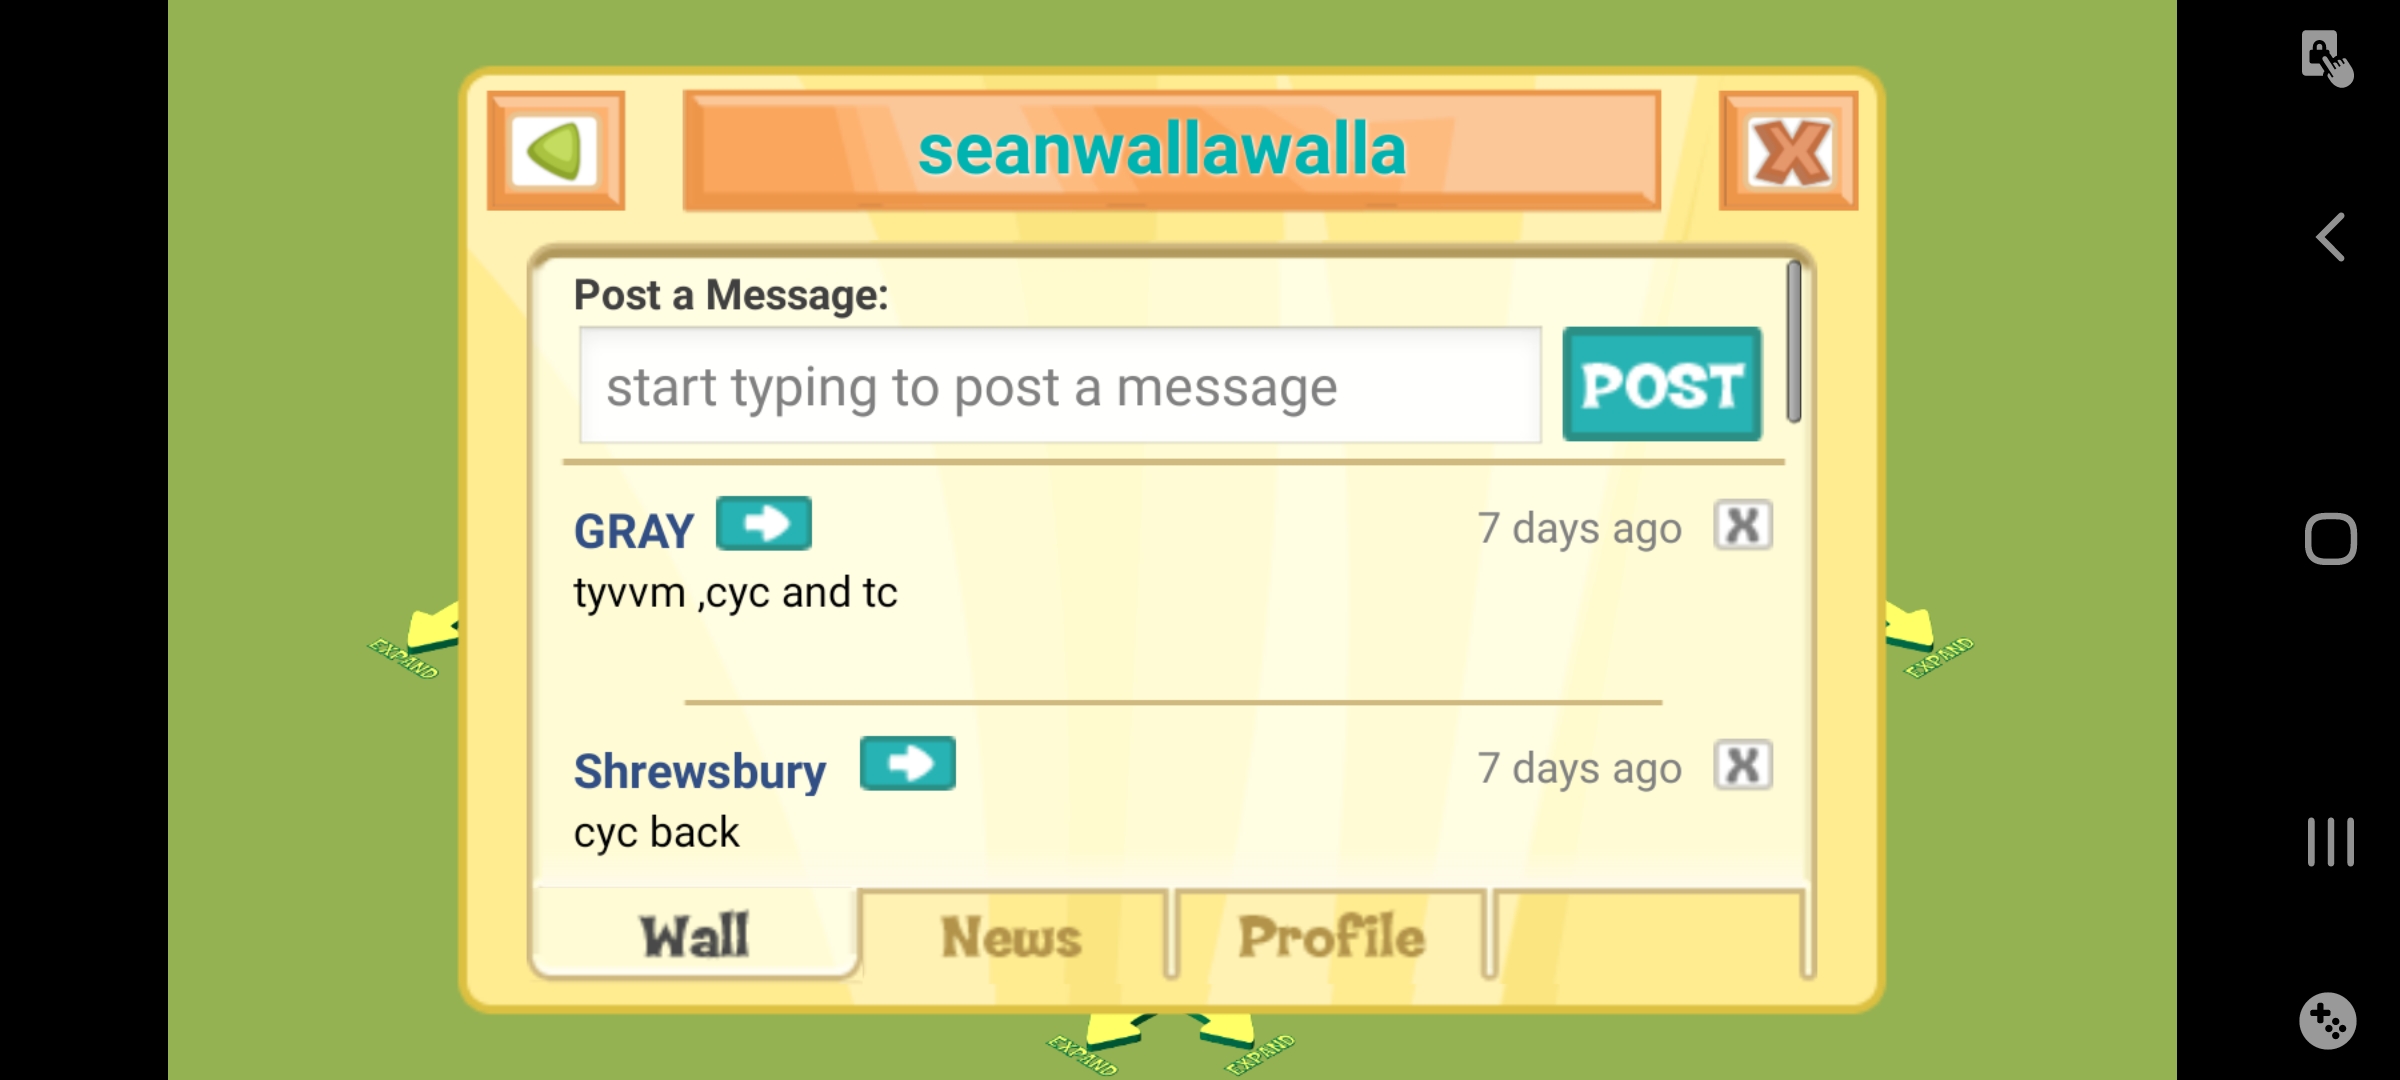 seanwallawalla
Post a Message:
start typing to post a message
POST
GRAY
7 days ago
X
tyvvm ,cyc and tc
EXPAND
EXPAND
Shrewsbury
7 days ago
X
cyc back
Wall
News
Profile
EXPAND
EXPAND